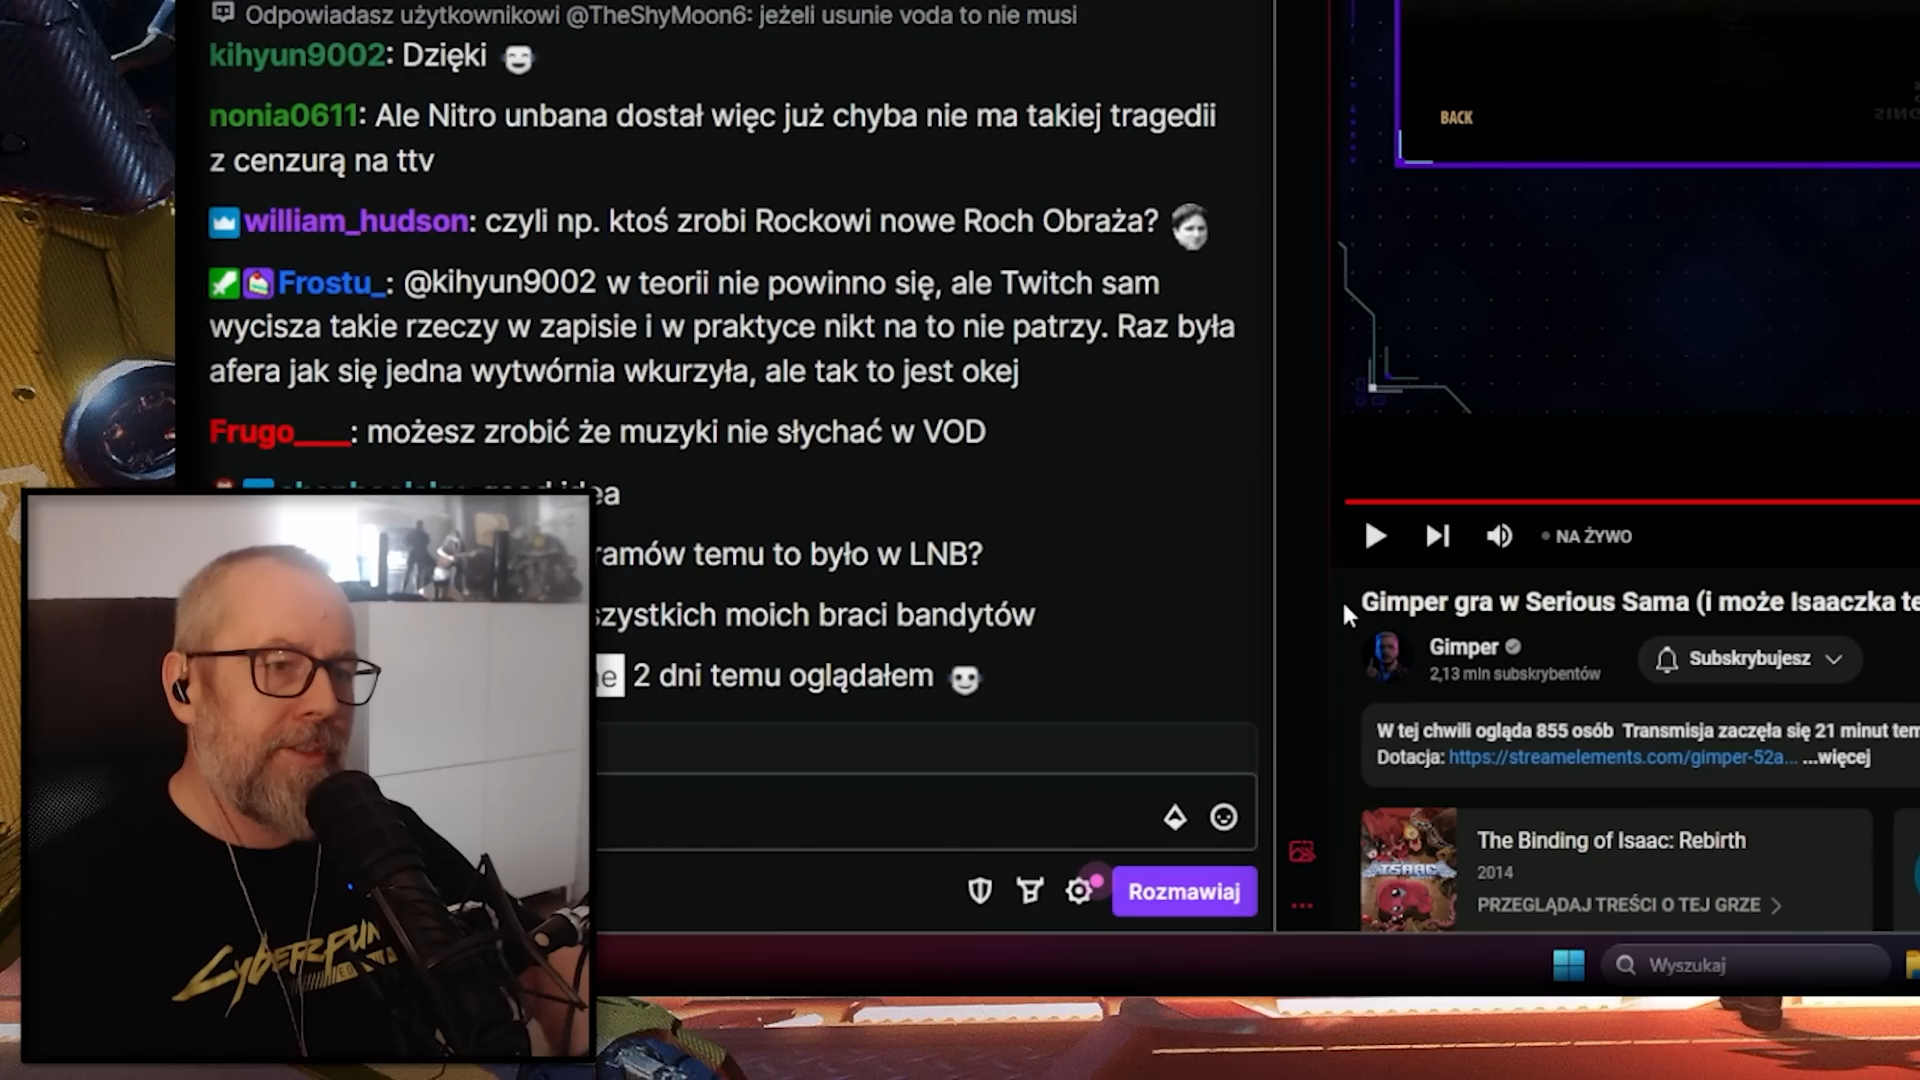 Odpowiadasz użytkownikowi @TheShyMoon6: jeżeli usunie voda to nie musi
kihyun9002: Dzięki
nonia0611: Ale Nitro unbana dostał więc już chyba nie ma takiej tragedii
z cenzurą na ttv
william_hudson: czyli np. ktoś zrobi Rockowi nowe Roch Obraża?
Frostu_: @kihyun9002 w teorii nie powinno się, ale Twitch sam
wycisza takie rzeczy w zapisie i w praktyce nikt na to nie patrzy. Raz była
afera jak się jedna wytwórnia wkurzyła, ale tak to jest okej
Frugo____: możesz zrobić że muzyki nie słychać w VOD
ramów temu to było w LNB?
szystkich moich braci bandytów
2 dni temu oglądałem
Rozmawiaj
BACK
NA ŻYWO
Gimper gra w Serious Sama (i może Isaaczka te
Gimper
2,13 mln subskrybentów
Subskrybujesz
W tej chwili ogląda 855 osób Transmisja zaczęła się 21 minut tem
Dotacja: https://streamelements.com/gimper-52a... ...więcej
The Binding of Isaac: Rebirth
2014
PRZEGLĄDAJ TREŚCI O TEJ GRZE
Wyszukaj
CYBERPUN